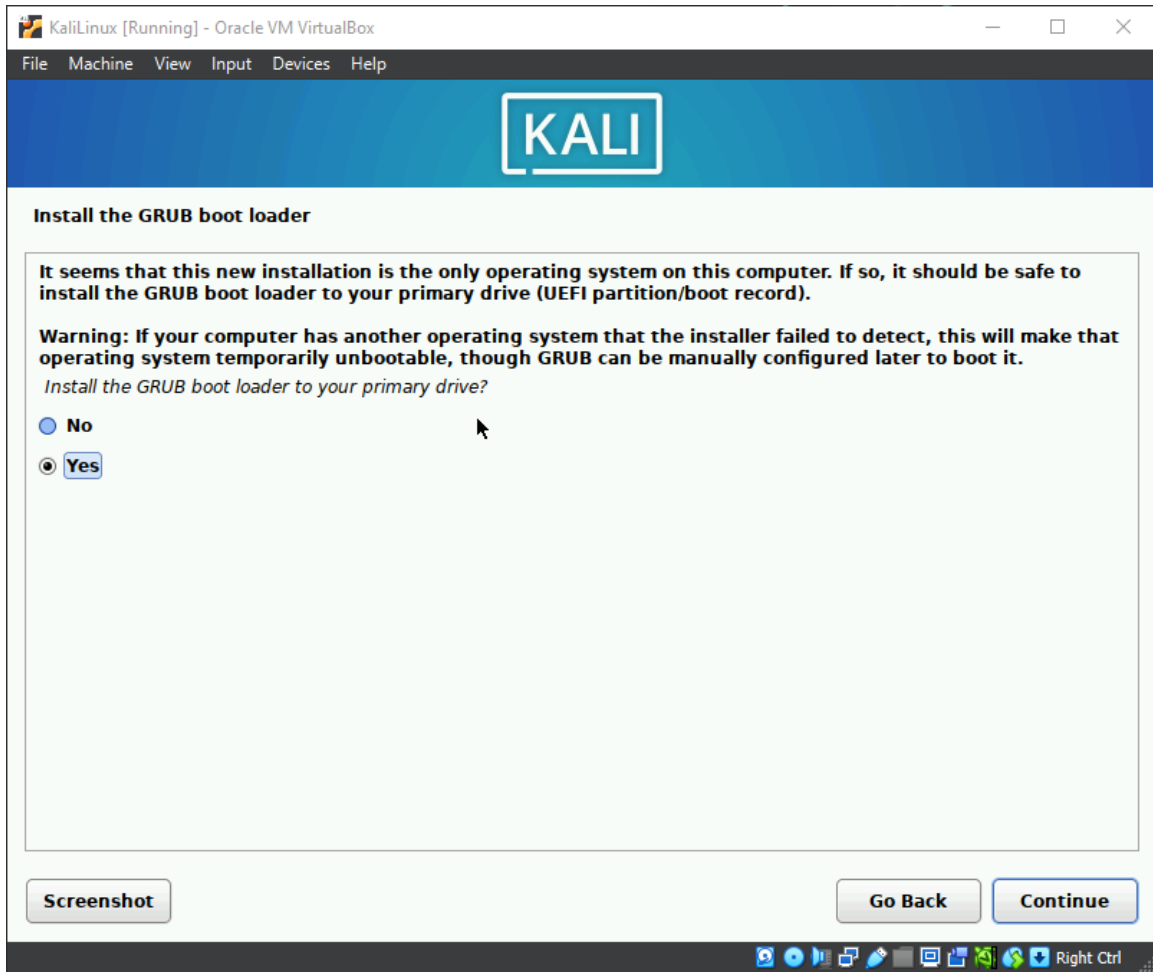 KaliLinux [Running] - Oracle VM VirtualBox
File Machine View Input Devices Help
KALI
Install the GRUB boot loader
It seems that this new installation is the only operating system on this computer. If so, it should be safe to
install the GRUB boot loader to your primary drive (UEFI partition/boot record).
Warning: If your computer has another operating system that the installer failed to detect, this will make that
operating system temporarily unbootable, though GRUB can be manually configured later to boot it.
Install the GRUB boot loader to your primary drive?
No
Yes
Screenshot Go Back Continue
Right Ctrl